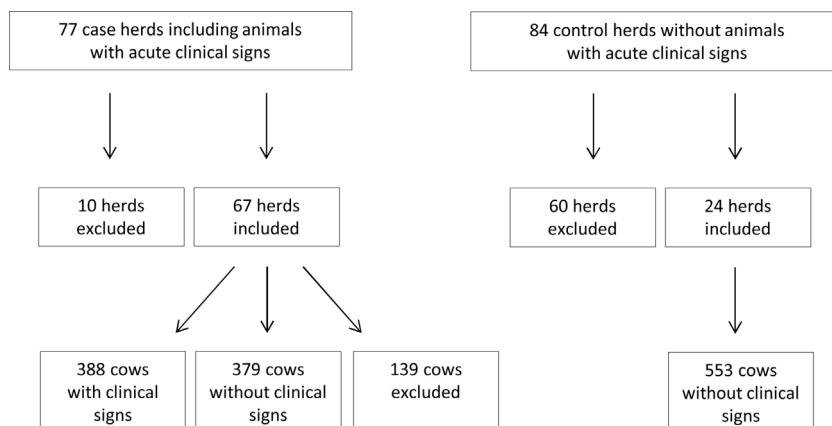 77 case herds including animals
with acute clinical signs
84 control herds without animals
with acute clinical signs
10 herds
excluded
67 herds
included
60 herds
excluded
24 herds
included
388 cows
with clinical
signs
379 cows
without clinical
signs
139 cows
excluded
553 cows
without clinical
signs